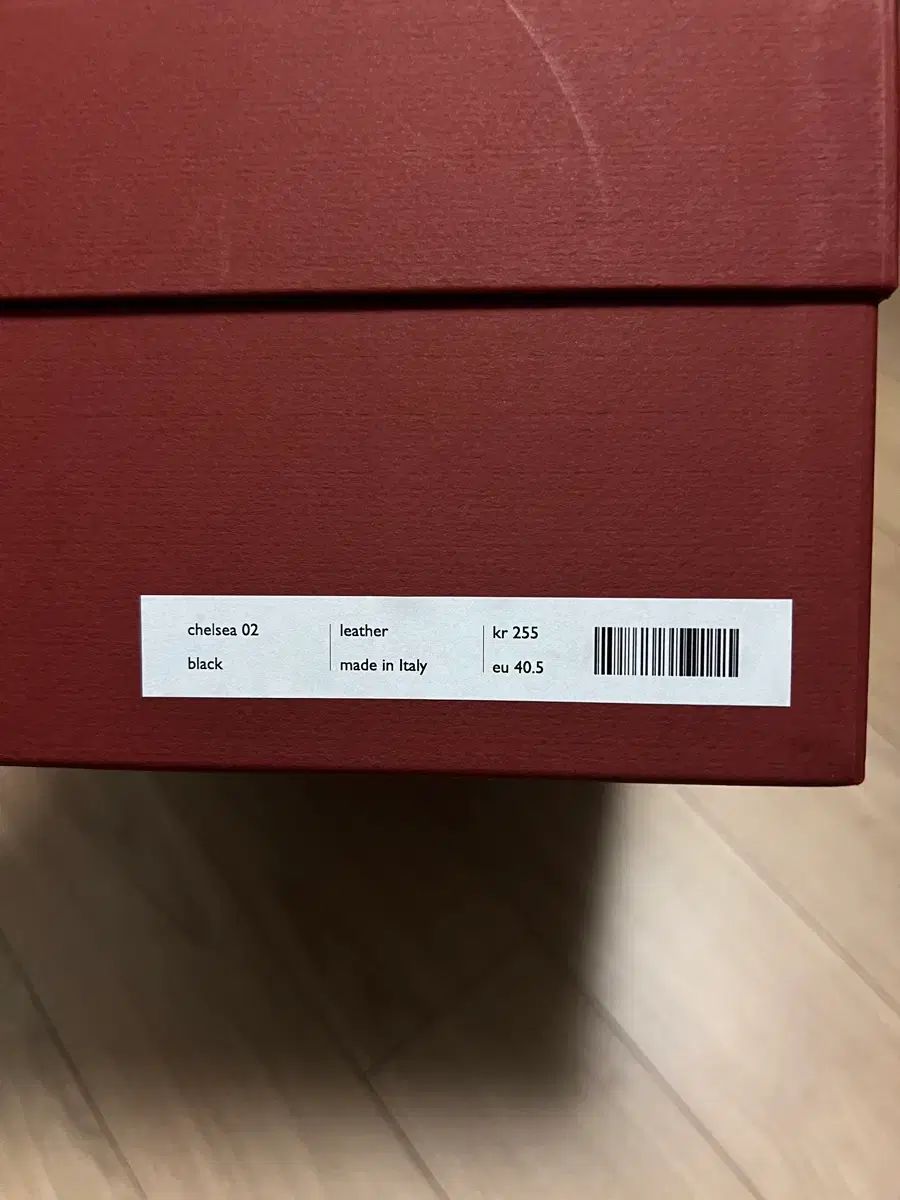 chelsea 02
black
leather
made in Italy
kr 255
eu 40.5